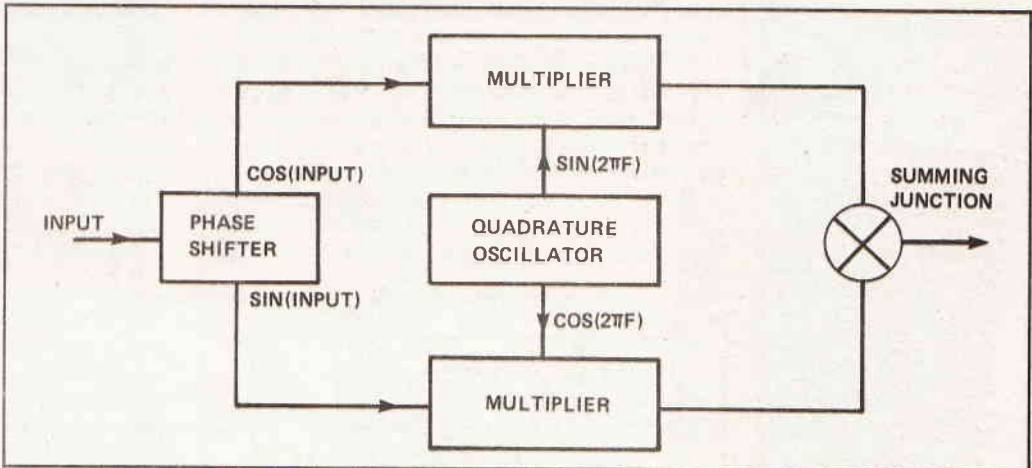 MULTIPLIER
COS(INPUT)
SIN(2πF)
SUMMING
JUNCTION
INPUT
PHASE
SHIFTER
QUADRATURE
OSCILLATOR
SIN(INPUT)
COS(2πF)
MULTIPLIER